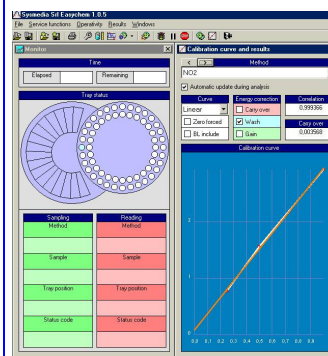 Systea Srl Easychem 1.0.5
File Service functions Operativity Results Windows
Monitor
Time
Elapsed Remaining
Tray status
Sampling Reading
Method Method
Sample Sample
Tray position Tray position
Status code Status code
Calibration curve and results
< > Method
NO2
Automatic update during analysis
Curve Energy correction Correlation
Linear Carry over 0,999366
Zero forced Wash Carry over
BL include Gain 0,003568
Calibration curve
2
1
0
0,0 0,1 0,2 0,3 0,4 0,5 0,6 0,7 0,8 0,9